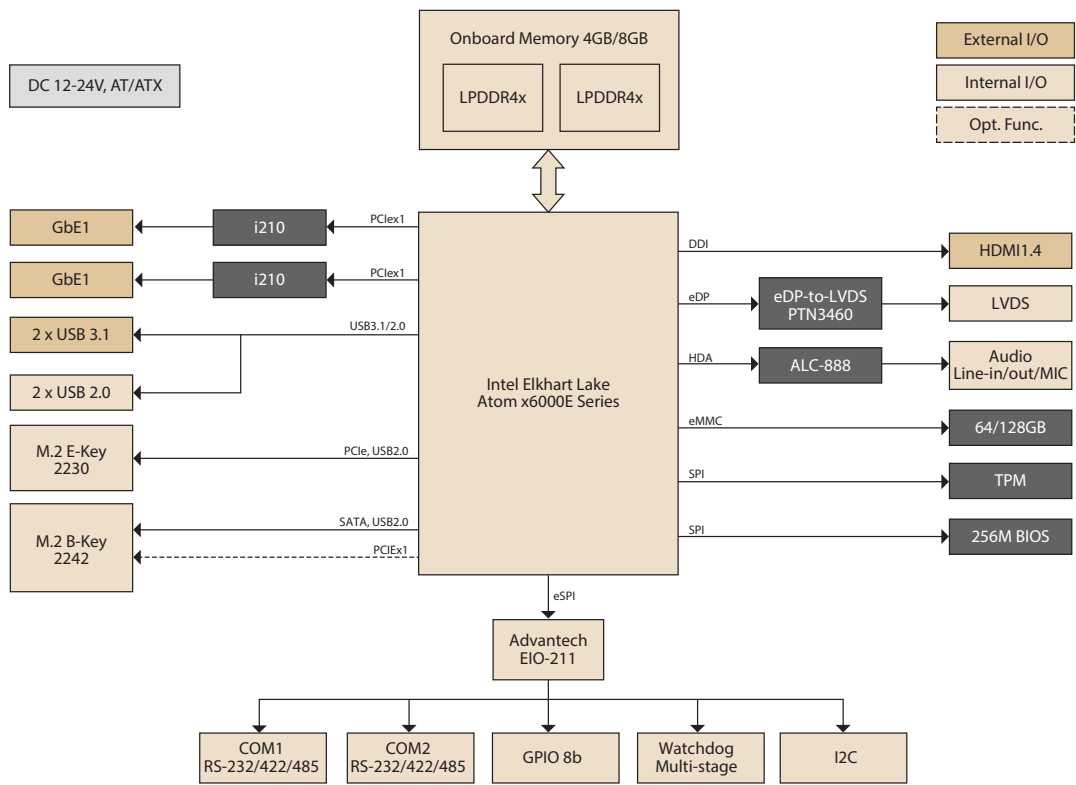 Onboard Memory 4GB/8GB
LPDDR4x
LPDDR4x
DC 12-24V, AT/ATX
External I/O
Internal I/O
Opt. Func.
GbE1
i210
PCIex1
GbE1
i210
PCIex1
2 x USB 3.1
USB3.1/2.0
2 x USB 2.0
M.2 E-Key
2230
PCIe, USB2.0
M.2 B-Key
2242
SATA, USB2.0
PCIEx1
Intel Elkhart Lake
Atom x6000E Series
DDI
HDMI1.4
eDP
eDP-to-LVDS
PTN3460
LVDS
HDA
ALC-888
Audio
Line-in/out/MIC
eMMC
64/128GB
SPI
TPM
SPI
256M BIOS
eSPI
Advantech
EIO-211
COM1
RS-232/422/485
COM2
RS-232/422/485
GPIO 8b
Watchdog
Multi-stage
I2C